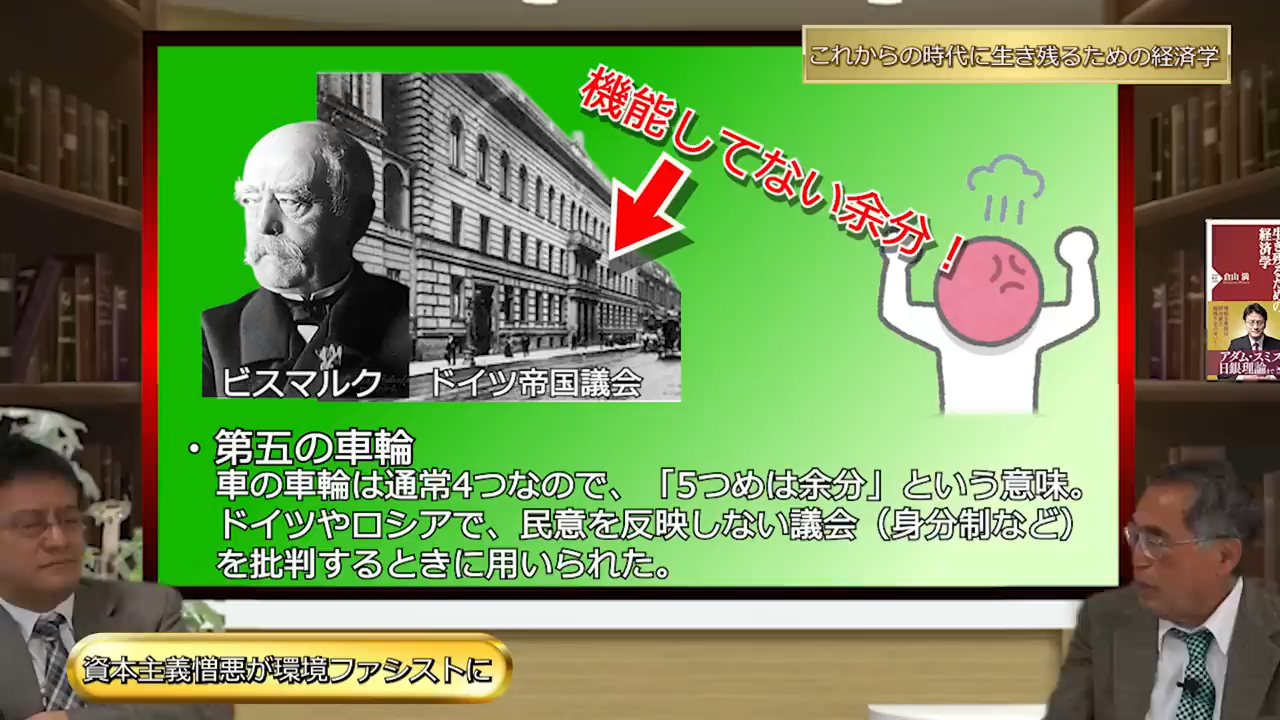 これからの時代に生き残るための経済学
機能してない余分！
ビスマルク
ドイツ帝国議会
・第五の車輪
車の車輪は通常4つなので、「5つめは余分」という意味。
ドイツやロシアで、民意を反映しない議会（身分制など）
を批判するときに用いられた。
経済学
倉山 満
アダム・スミス
日銀理論
資本主義憎悪が環境ファシストに